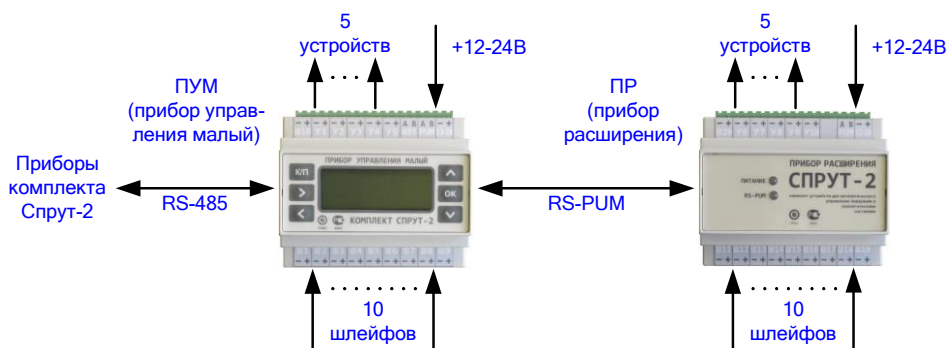 5
устройств
+12-24В
5
устройств
+12-24В
ПУМ
(прибор управ-
ления малый)
ПР
(прибор
расширения)
Приборы
комплекта
Спрут-2
RS-485
RS-PUM
ПРИБОР УПРАВЛЕНИЯ МАЛЫЙ
К/П
ОК
КОМПЛЕКТ СПРУТ-2
A B A B
A B
ПРИБОР РАСШИРЕНИЯ
СПРУТ-2
ПИТАНИЕ
RS-PUM
10
шлейфов
10
шлейфов